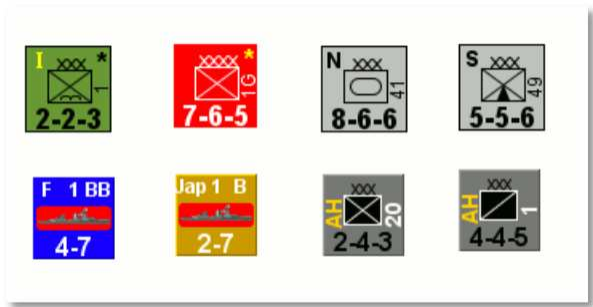 I XXX *
1
2-2-3
XXX *
1G
7-6-5
N XXX
41
8-6-6
S XXX
49
5-5-6
F 1 BB
4-7
Jap 1 B
2-7
XXX
AH 20
2-4-3
XXX
AH 1
4-4-5